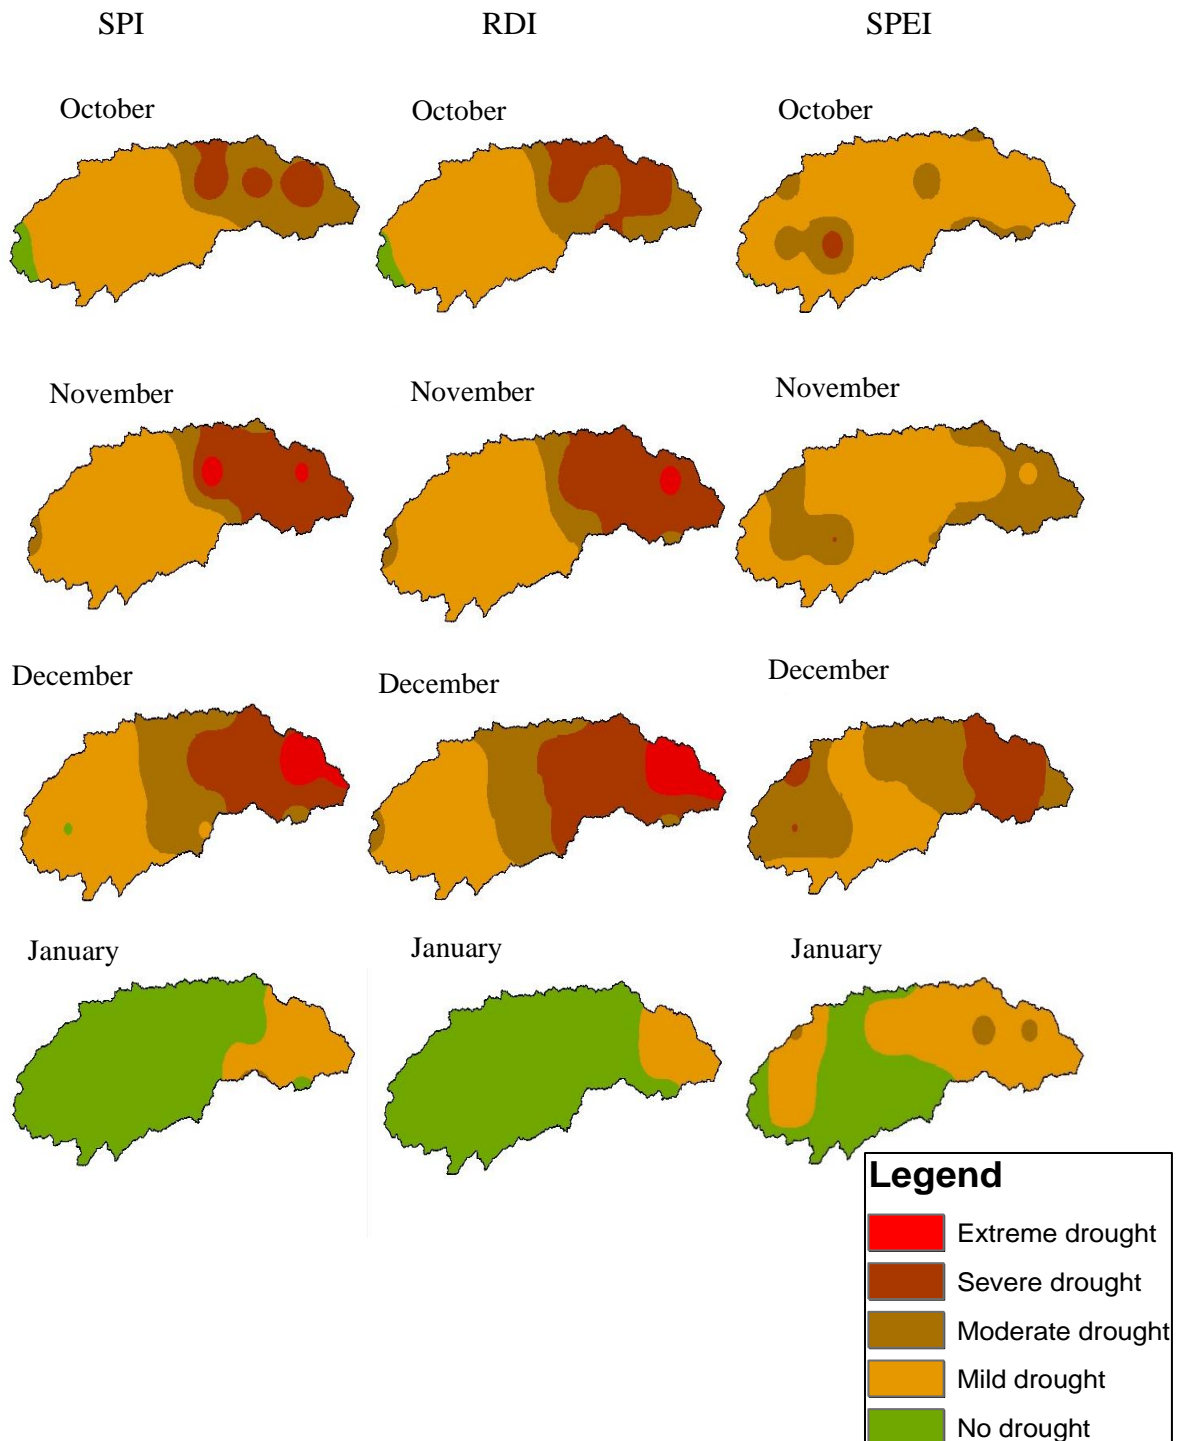 SPI RDI SPEI
October October October
November November November
December December December
January January January
Legend
Extreme drought
Severe drought
Moderate drought
Mild drought
No drought